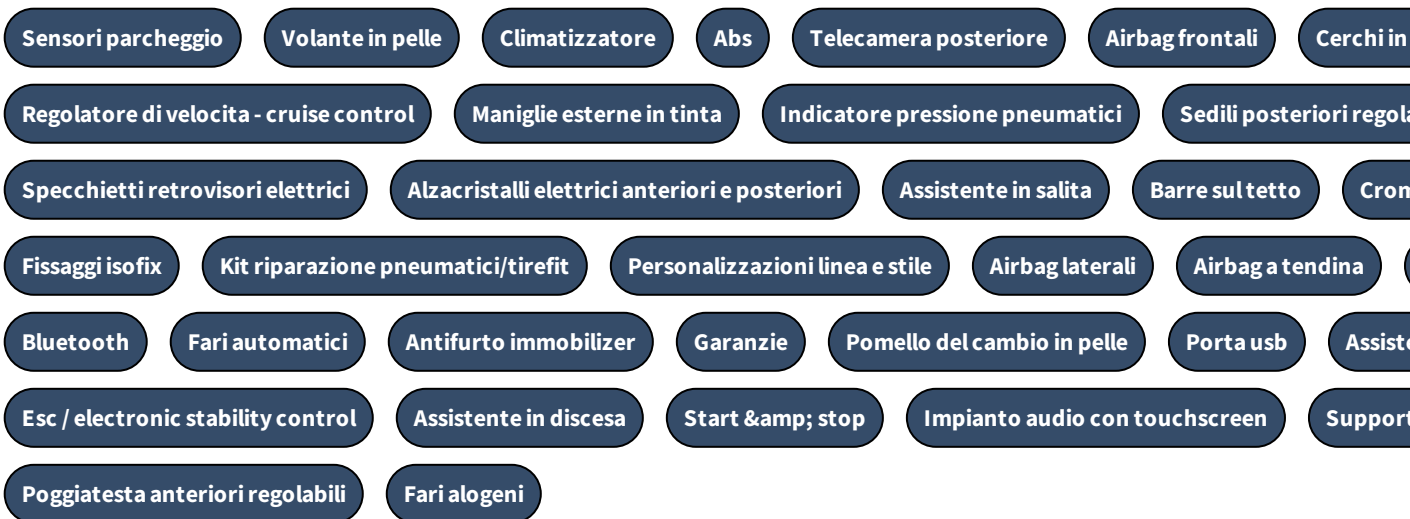 Sensori parcheggio Volante in pelle Climatizzatore Abs Telecamera posteriore Airbag frontali Cerchi in
Regolatore di velocita - cruise control Maniglie esterne in tinta Indicatore pressione pneumatici Sedili posteriori
Specchietti retrovisori elettrici Alzacristalli elettrici anteriori e posteriori Assistente in salita Barre sul tetto
Fissaggi isofix Kit riparazione pneumatici/tirefit Personalizzazioni linea e stile Airbag laterali Airbag a tendina
Bluetooth Fari automatici Antifurto immobilizer Garanzie Pomello del cambio in pelle Porta usb
Esc / electronic stability control Assistente in discesa Start &amp; stop Impianto audio con touchscreen
Poggiatesta anteriori regolabili Fari alogeni